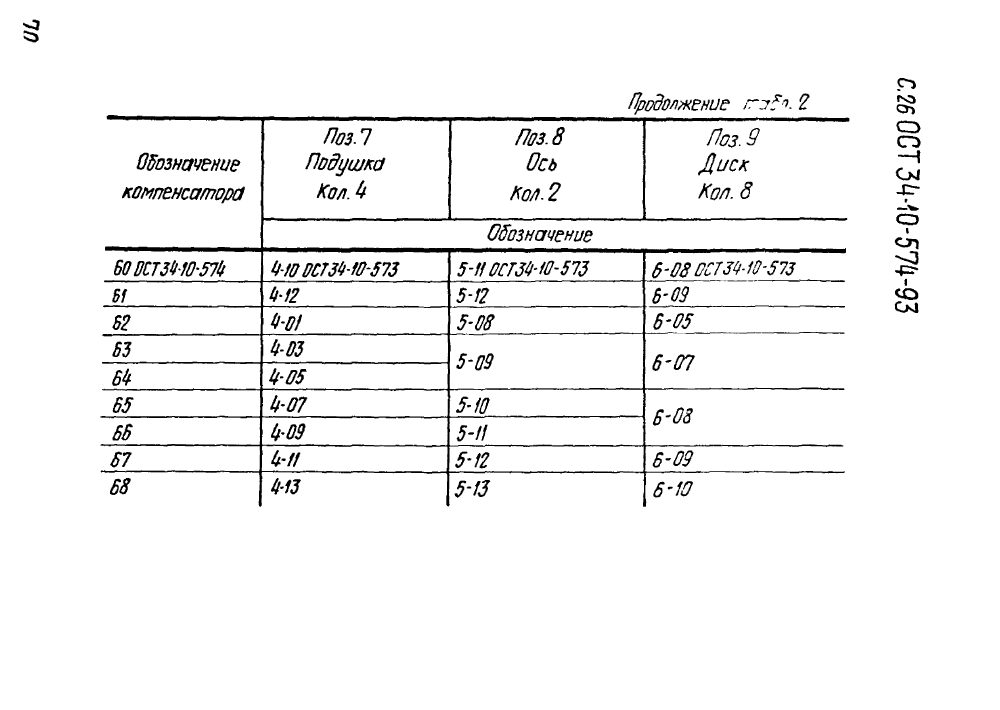 70
С. 26 ОСТ 34-10-574-93
Продолжение табл. 2
Обозначение компенсатора | Поз. 7 Подушка Кол. 4 | Поз. 8 Ось Кол. 2 | Поз. 9 Диск Кол. 8
Обозначение
60 ОСТ 34-10-574 | 4-10 ОСТ 34-10-573 | 5-11 ОСТ 34-10-573 | 6-08 ОСТ 34-10-573
61 | 4-12 | 5-12 | 6-09
62 | 4-01 | 5-08 | 6-05
63 | 4-03 | 5-09 | 6-07
64 | 4-05
65 | 4-07 | 5-10 | 6-08
66 | 4-09 | 5-11
67 | 4-11 | 5-12 | 6-09
68 | 4-13 | 5-13 | 6-10